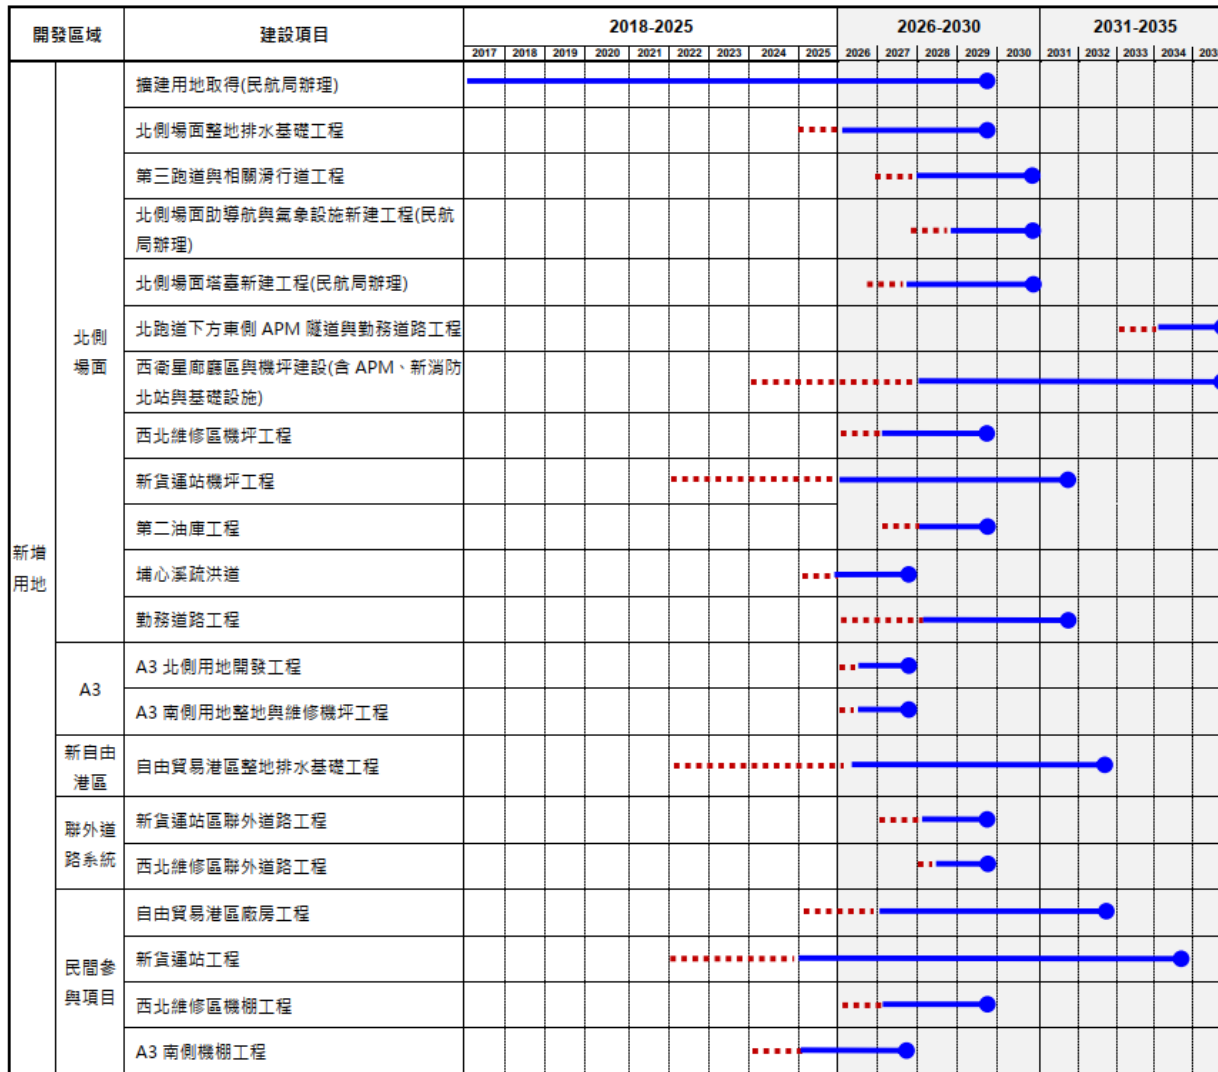 開發區域
建設項目
2018-2025
2026-2030
2031-2035
2017 2018 2019 2020 2021 2022 2023 2024 2025 2026 2027 2028 2029 2030 2031 2032 2033 2034
新增
用地
北側
場面
擴建用地取得(民航局辦理)
北側場面整地排水基礎工程
第三跑道與相關滑行道工程
北側場面助導航與氣象設施新建工程(民航
局辦理)
北側場面塔臺新建工程(民航局辦理)
北跑道下方東側 APM 隧道與勤務道路工程
西衛星廊廳區與機坪建設(含 APM、新消防
北站與基礎設施)
西北維修區機坪工程
新貨運站機坪工程
第二油庫工程
埔心溪疏洪道
勤務道路工程
A3
A3 北側用地開發工程
A3 南側用地整地與維修機坪工程
新自由
港區
自由貿易港區整地排水基礎工程
聯外道
路系統
新貨運站區聯外道路工程
西北維修區聯外道路工程
民間參
與項目
自由貿易港區廠房工程
新貨運站工程
西北維修區機棚工程
A3 南側機棚工程